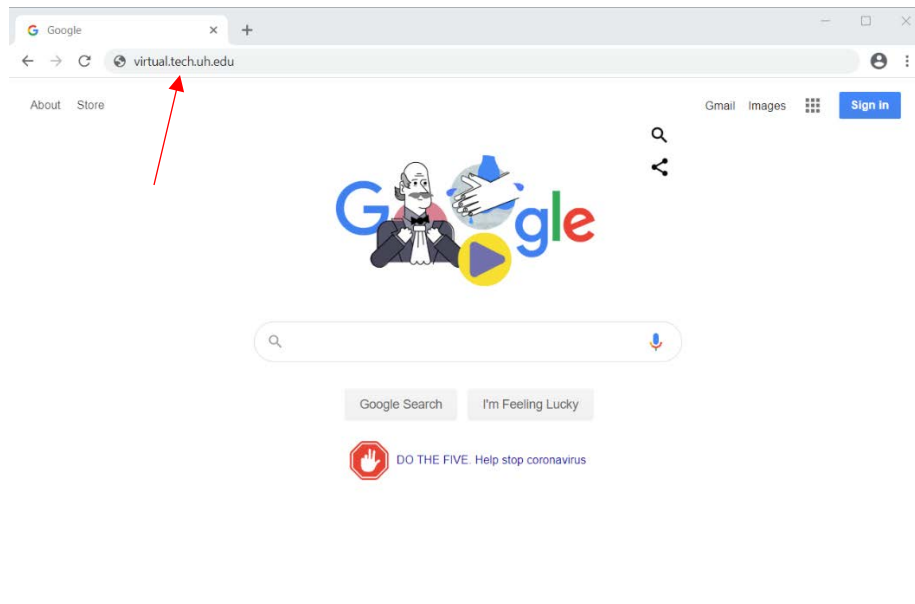 Google
virtual.tech.uh.edu
About Store
Gmail Images
Sign in
Google
Google Search
I'm Feeling Lucky
DO THE FIVE. Help stop coronavirus